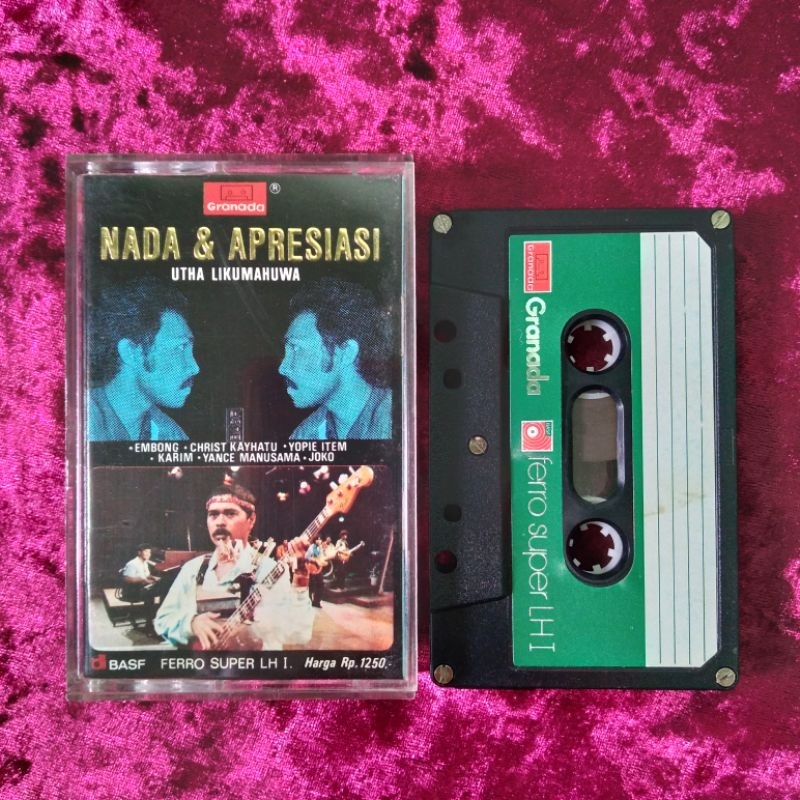 Granada ®
NADA & APRESIASI
UTHA LIKUMAHUWA
• EMBONG • CHRIST KAYHATU • YOPIE ITEM
• KARIM • YANCE MANUSAMA • JOKO
BASF FERRO SUPER LH I. Harga Rp. 1250,-
Granada
Granada
BASF
ferro super LH I